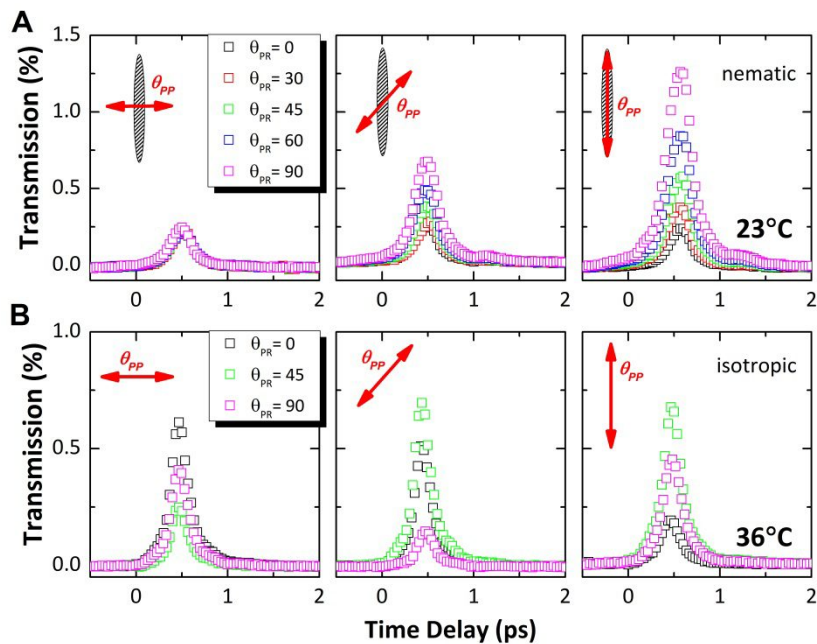 A
Transmission (%)
1.5
1.0
0.5
0.0
θPP
θPR= 0
θPR= 30
θPR= 45
θPR= 60
θPR= 90
θPP
θPP
nematic
23°C
0 1 2
0 1 2
0 1 2
B
Transmission (%)
1.0
0.5
0.0
θPP
θPR= 0
θPR= 45
θPR= 90
θPP
θPP
isotropic
36°C
0 1 2
0 1 2
0 1 2
Time Delay (ps)